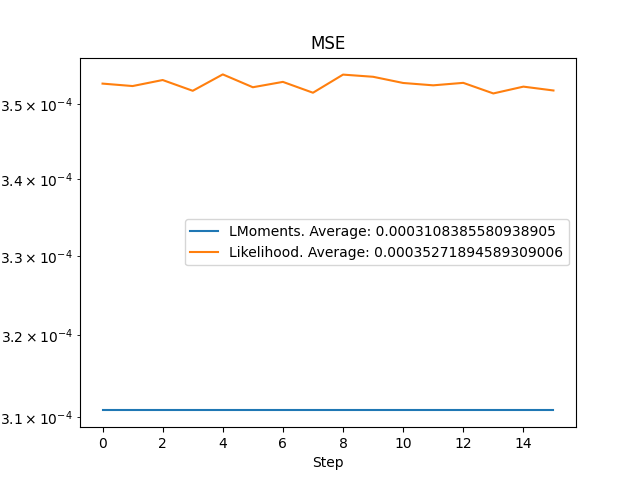 MSE
3.5 × 10⁻⁴
3.4 × 10⁻⁴
3.3 × 10⁻⁴
3.2 × 10⁻⁴
3.1 × 10⁻⁴
LMoments. Average: 0.0003108385580938905
Likelihood. Average: 0.00035271894589309006
0 2 4 6 8 10 12 14
Step